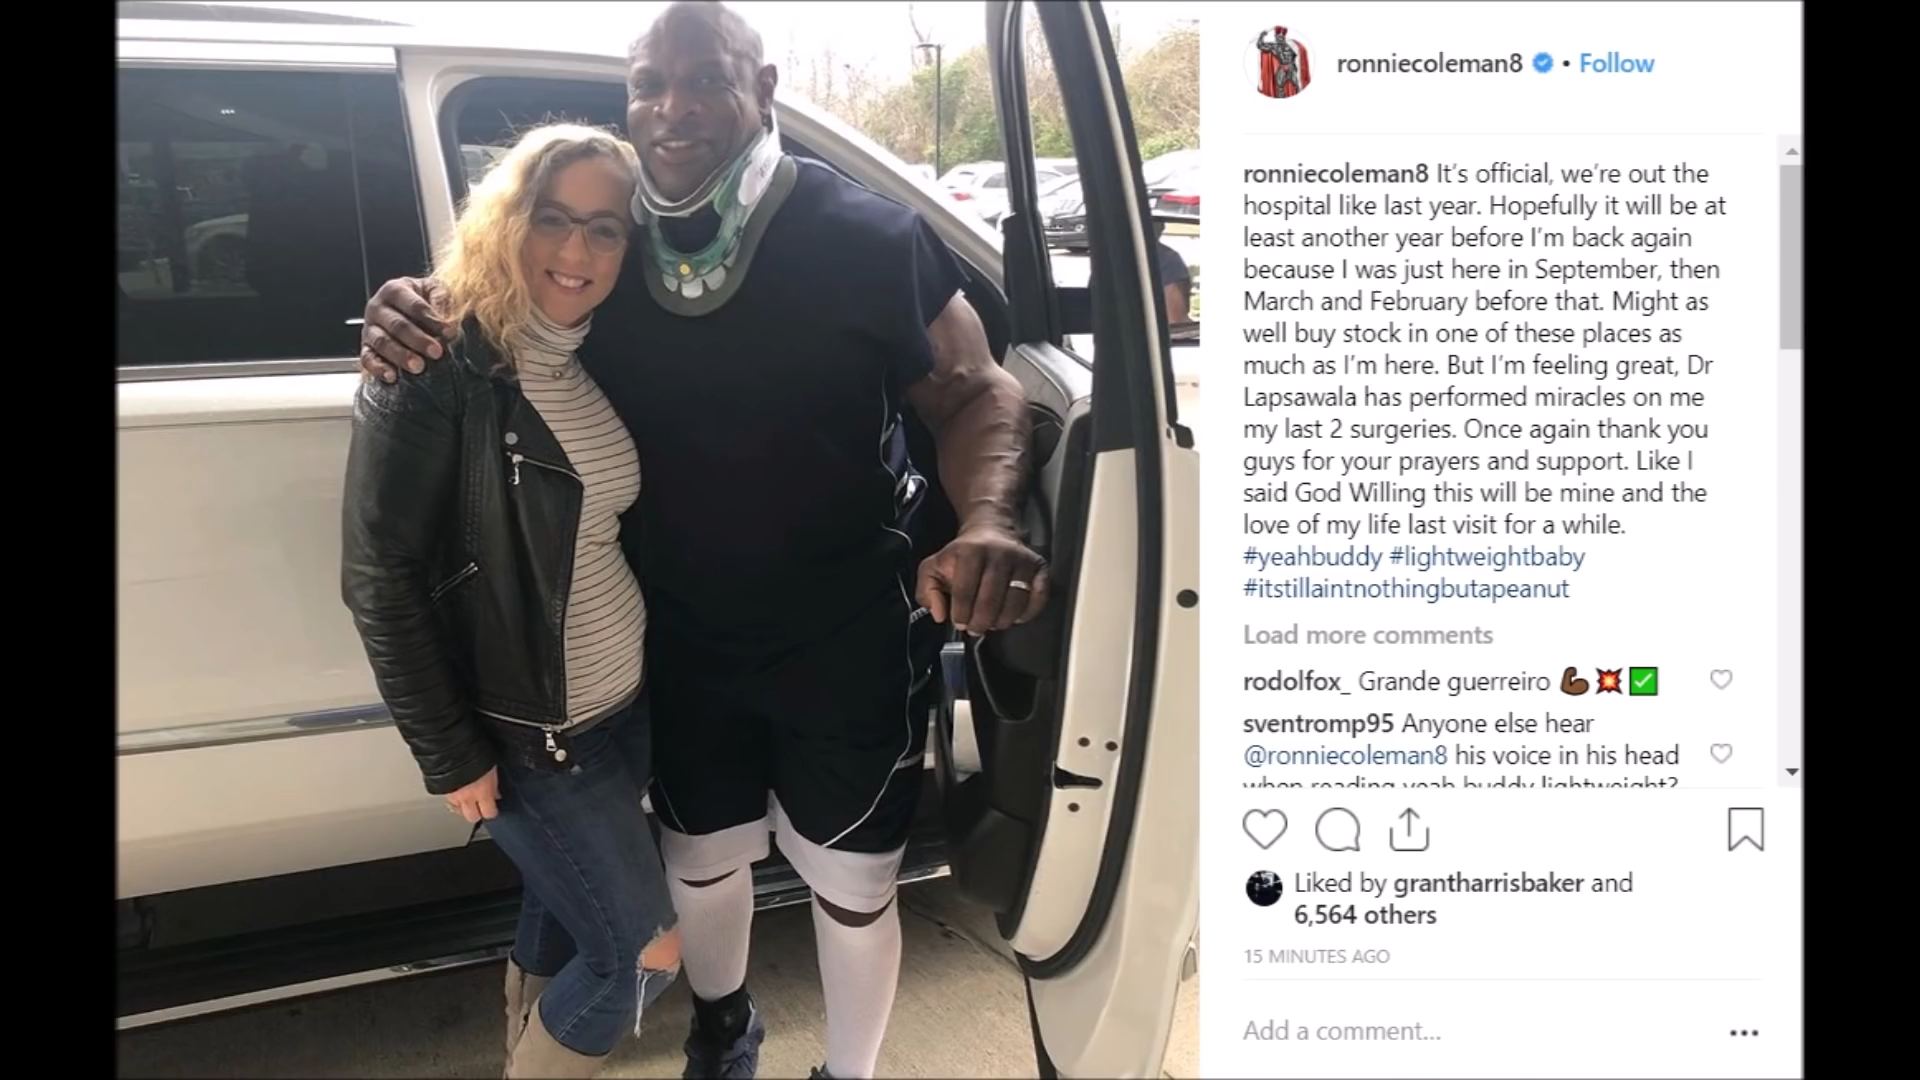 ronniecoleman8 • Follow
ronniecoleman8 It's official, we're out the
hospital like last year. Hopefully it will be at
least another year before I'm back again
because I was just here in September, then
March and February before that. Might as
well buy stock in one of these places as
much as I'm here. But I'm feeling great, Dr
Lapsawala has performed miracles on me
my last 2 surgeries. Once again thank you
guys for your prayers and support. Like I
said God Willing this will be mine and the
love of my life last visit for a while.
#yeahbuddy #lightweightbaby
#itstillaintnothingbutapeanut
Load more comments
rodolfox_ Grande guerreiro 💪🏿💥✅
sventromp95 Anyone else hear
@ronniecoleman8 his voice in his head
when reading yeah buddy lightweight?
Liked by grantharrisbaker and
6,564 others
15 MINUTES AGO
Add a comment...